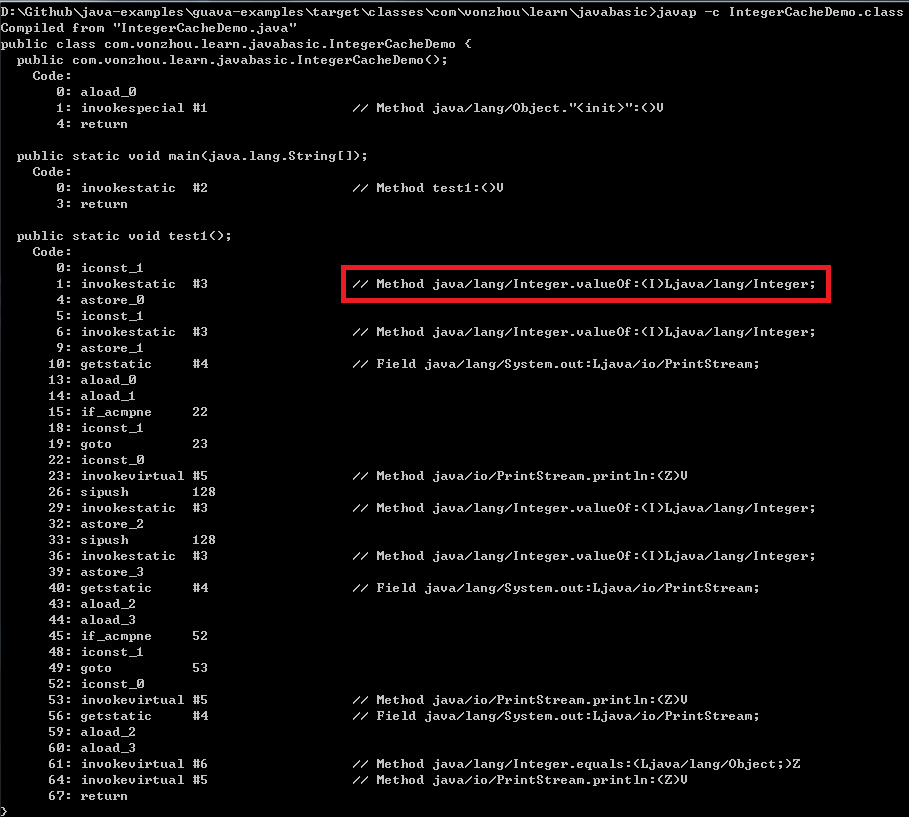 D:\Github\java-examples\guava-examples\target\classes\com\vonzhou\learn\javabasic>javap -c IntegerCacheDemo.class
Compiled from "IntegerCacheDemo.java"
public class com.vonzhou.learn.javabasic.IntegerCacheDemo {
  public com.vonzhou.learn.javabasic.IntegerCacheDemo();
    Code:
       0: aload_0
       1: invokespecial #1                  // Method java/lang/Object."<init>":()V
       4: return

  public static void main(java.lang.String[]);
    Code:
       0: invokestatic  #2                  // Method test1:()V
       3: return

  public static void test1();
    Code:
       0: iconst_1
       1: invokestatic  #3                  // Method java/lang/Integer.valueOf:(I)Ljava/lang/Integer;
       4: astore_0
       5: iconst_1
       6: invokestatic  #3                  // Method java/lang/Integer.valueOf:(I)Ljava/lang/Integer;
       9: astore_1
      10: getstatic     #4                  // Field java/lang/System.out:Ljava/io/PrintStream;
      13: aload_0
      14: aload_1
      15: if_acmpne     22
      18: iconst_1
      19: goto          23
      22: iconst_0
      23: invokevirtual #5                  // Method java/io/PrintStream.println:(Z)V
      26: sipush        128
      29: invokestatic  #3                  // Method java/lang/Integer.valueOf:(I)Ljava/lang/Integer;
      32: astore_2
      33: sipush        128
      36: invokestatic  #3                  // Method java/lang/Integer.valueOf:(I)Ljava/lang/Integer;
      39: astore_3
      40: getstatic     #4                  // Field java/lang/System.out:Ljava/io/PrintStream;
      43: aload_2
      44: aload_3
      45: if_acmpne     52
      48: iconst_1
      49: goto          53
      52: iconst_0
      53: invokevirtual #5                  // Method java/io/PrintStream.println:(Z)V
      56: getstatic     #4                  // Field java/lang/System.out:Ljava/io/PrintStream;
      59: aload_2
      60: aload_3
      61: invokevirtual #6                  // Method java/lang/Integer.equals:(Ljava/lang/Object;)Z
      64: invokevirtual #5                  // Method java/io/PrintStream.println:(Z)V
      67: return
}